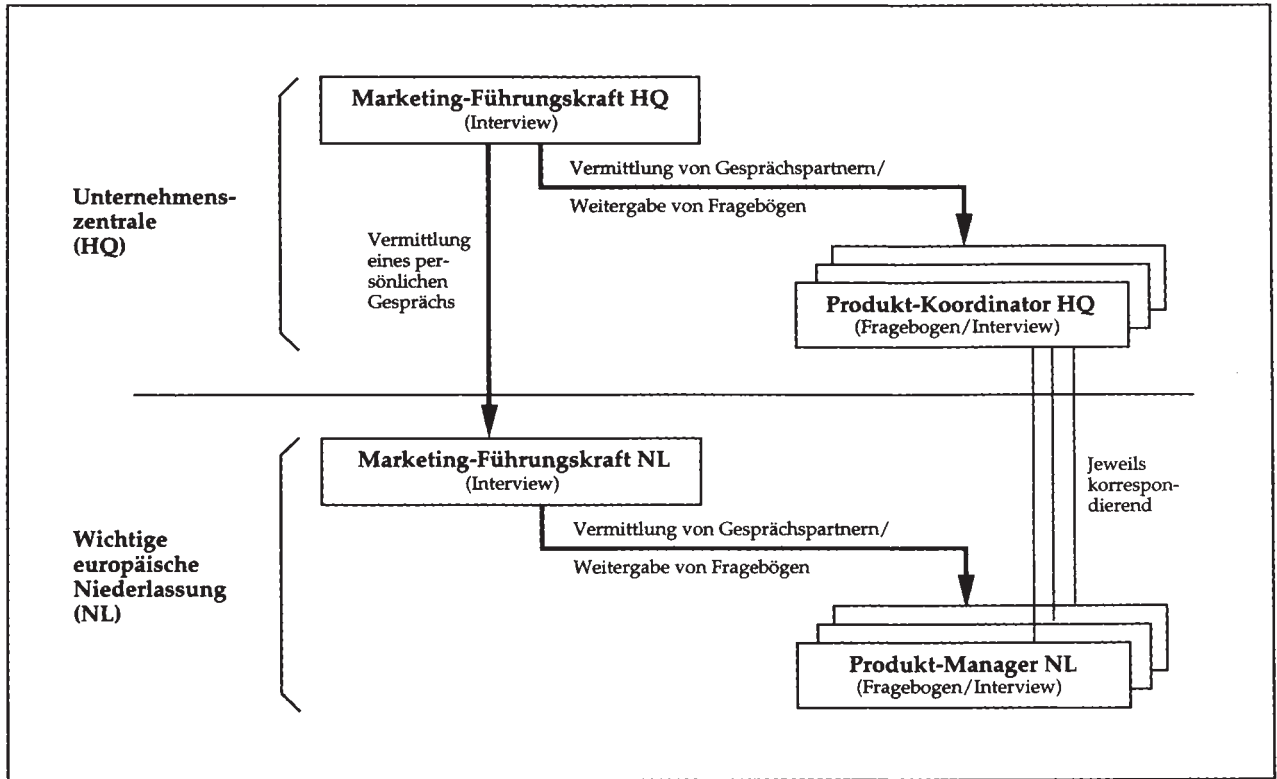 Marketing-Führungskraft HQ
(Interview)
Vermittlung von Gesprächspartnern/
Weitergabe von Fragebögen
Unternehmens-
zentrale
(HQ)
Vermittlung
eines per-
sönlichen
Gesprächs
Produkt-Koordinator HQ
(Fragebogen/Interview)
Marketing-Führungskraft NL
(Interview)
Jeweils
korrespon-
dierend
Vermittlung von Gesprächspartnern/
Weitergabe von Fragebögen
Wichtige
europäische
Niederlassung
(NL)
Produkt-Manager NL
(Fragebogen/Interview)